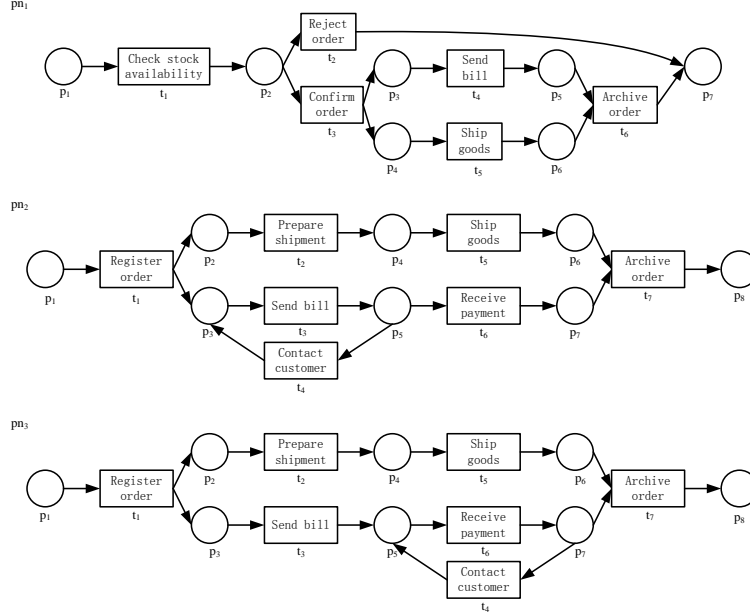 pn₁
Reject
order
t₂
Check stock
availability
p₁
t₁
p₂
p₃
Send
bill
t₄
p₅
p₇
Confirm
order
t₃
Archive
order
t₆
p₄
Ship
goods
t₅
p₆
pn₂
Prepare
shipment
t₂
p₂
p₄
Ship
goods
t₅
p₆
p₁
Register
order
t₁
Archive
order
t₇
p₈
p₃
Send bill
t₃
p₅
Receive
payment
t₆
p₇
Contact
customer
t₄
pn₃
p₂
Prepare
shipment
t₂
p₄
Ship
goods
t₅
p₆
p₁
Register
order
t₁
Archive
order
t₇
p₈
p₃
Send bill
t₃
p₅
Receive
payment
t₆
p₇
Contact
customer
t₄